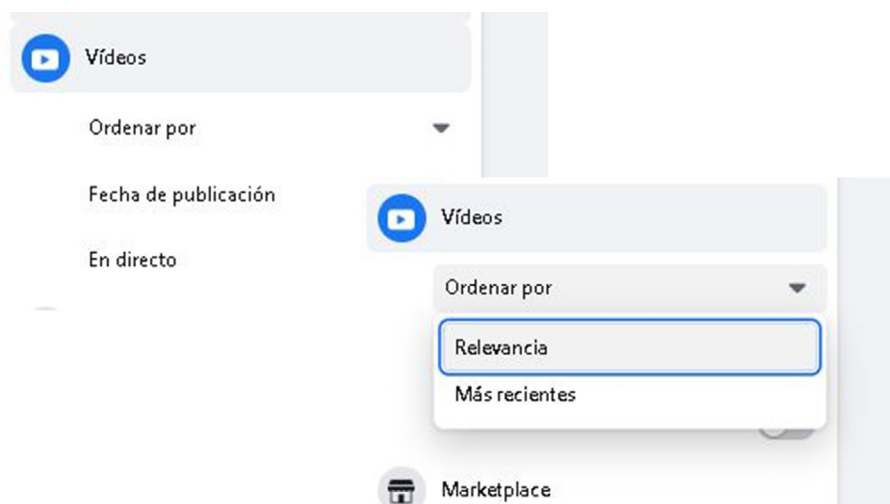 Vídeos
Ordenar por
Fecha de publicación
En directo
Vídeos
Ordenar por
Relevancia
Más recientes
Marketplace